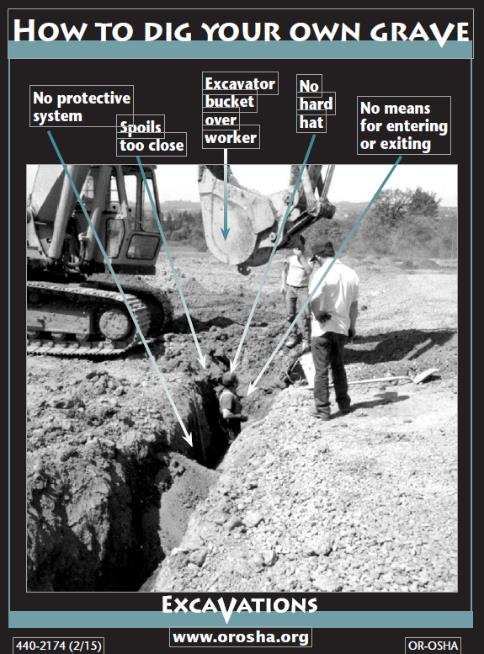 How to dig your own grave
No protective
system
Spoils
too close
Excavator
bucket
over
worker
No
hard
hat
No means
for entering
or exiting
Excavations
www.orosha.org
440-2174 (2/15)
OR-OSHA